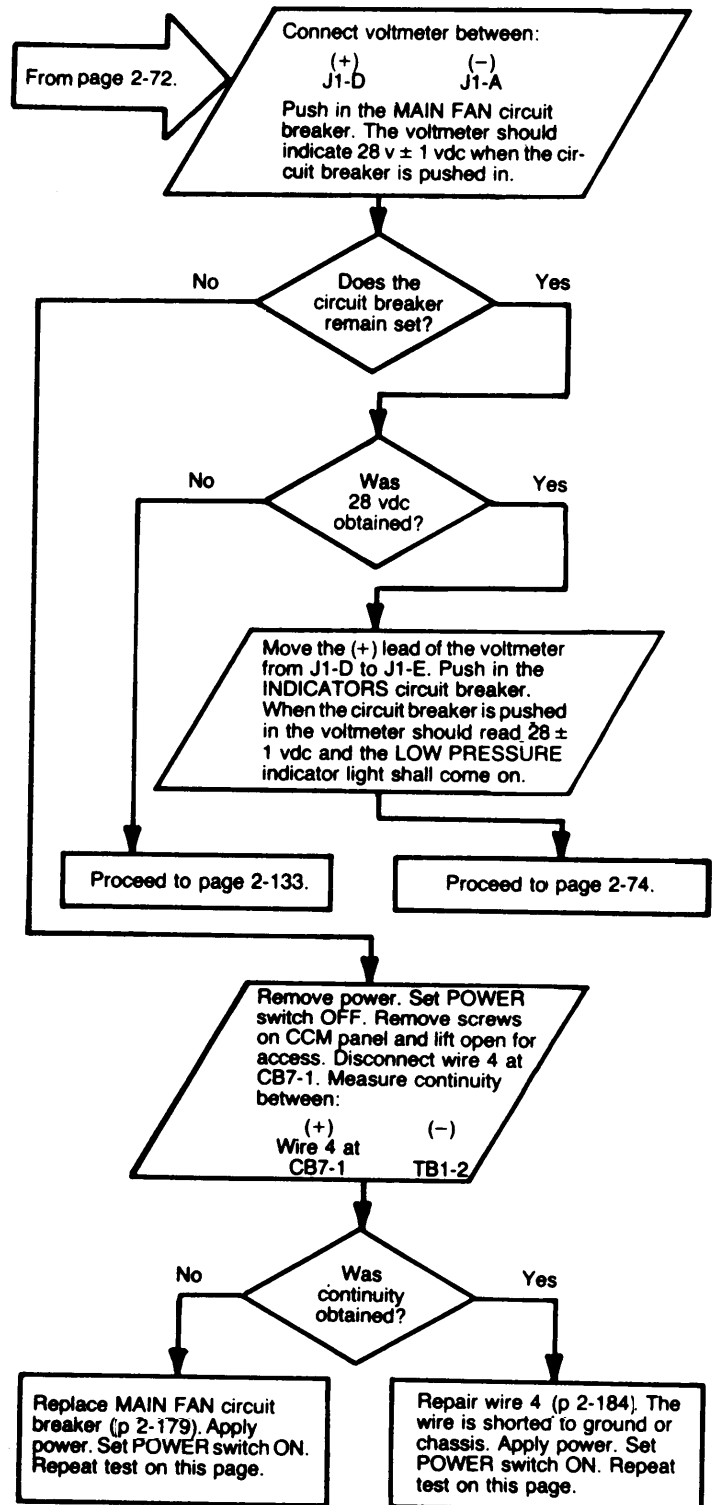 From page 2-72.
Connect voltmeter between:
(+) (-)
J1-D J1-A
Push in the MAIN FAN circuit
breaker. The voltmeter should
indicate 28 v ± 1 vdc when the cir-
cuit breaker is pushed in.
No
Does the
circuit breaker
remain set?
Yes
No
Was
28 vdc
obtained?
Yes
Move the (+) lead of the voltmeter
from J1-D to J1-E. Push in the
INDICATORS circuit breaker.
When the circuit breaker is pushed
in the voltmeter should read 28 ±
1 vdc and the LOW PRESSURE
indicator light shall come on.
Proceed to page 2-133.
Proceed to page 2-74.
Remove power. Set POWER
switch OFF. Remove screws
on CCM panel and lift open for
access. Disconnect wire 4 at
CB7-1. Measure continuity
between:
(+) (-)
Wire 4 at
CB7-1 TB1-2
No
Was
continuity
obtained?
Yes
Replace MAIN FAN circuit
breaker (p 2-179). Apply
power. Set POWER switch ON.
Repeat test on this page.
Repair wire 4 (p 2-184). The
wire is shorted to ground or
chassis. Apply power. Set
POWER switch ON. Repeat
test on this page.